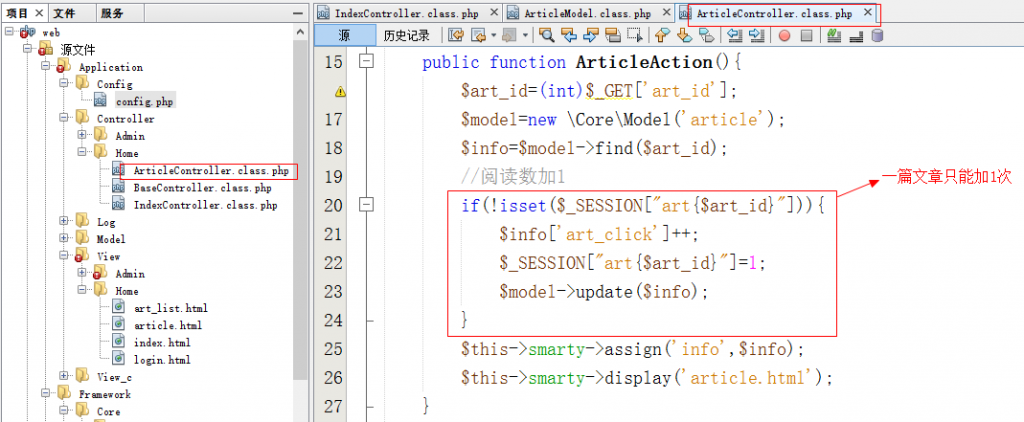 项目 文件 服务
web
源文件
Application
Config
config.php
Controller
Admin
Home
ArticleController.class.php
BaseController.class.php
IndexController.class.php
Log
Model
View
Admin
Home
art_list.html
article.html
index.html
login.html
View_c
Framework
Core
IndexController.class.php ArticleModel.class.php ArticleController.class.php
源 历史记录
15 public function ArticleAction(){
$art_id=(int)$_GET['art_id'];
17 $model=new \Core\Model('article');
18 $info=$model->find($art_id);
19 //阅读数加1
20 if(!isset($_SESSION["art{$art_id}"])){
21 $info['art_click']++;
22 $_SESSION["art{$art_id}"]=1;
23 $model->update($info);
24 }
25 $this->smarty->assign('info',$info);
26 $this->smarty->display('article.html');
27 }
一篇文章只能加1次